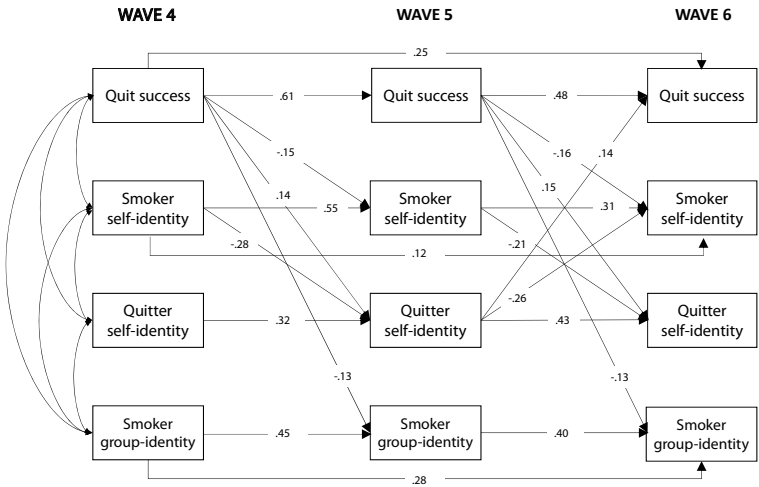 WAVE 4
WAVE 5
WAVE 6
.25
Quit success
.61
Quit success
.48
Quit success
-.15
-.16
.14
.14
.15
Smoker
self-identity
.55
Smoker
self-identity
.31
Smoker
self-identity
-.28
-.21
.12
-.26
Quitter
self-identity
.32
Quitter
self-identity
.43
Quitter
self-identity
-.13
-.13
Smoker
group-identity
.45
Smoker
group-identity
.40
Smoker
group-identity
.28